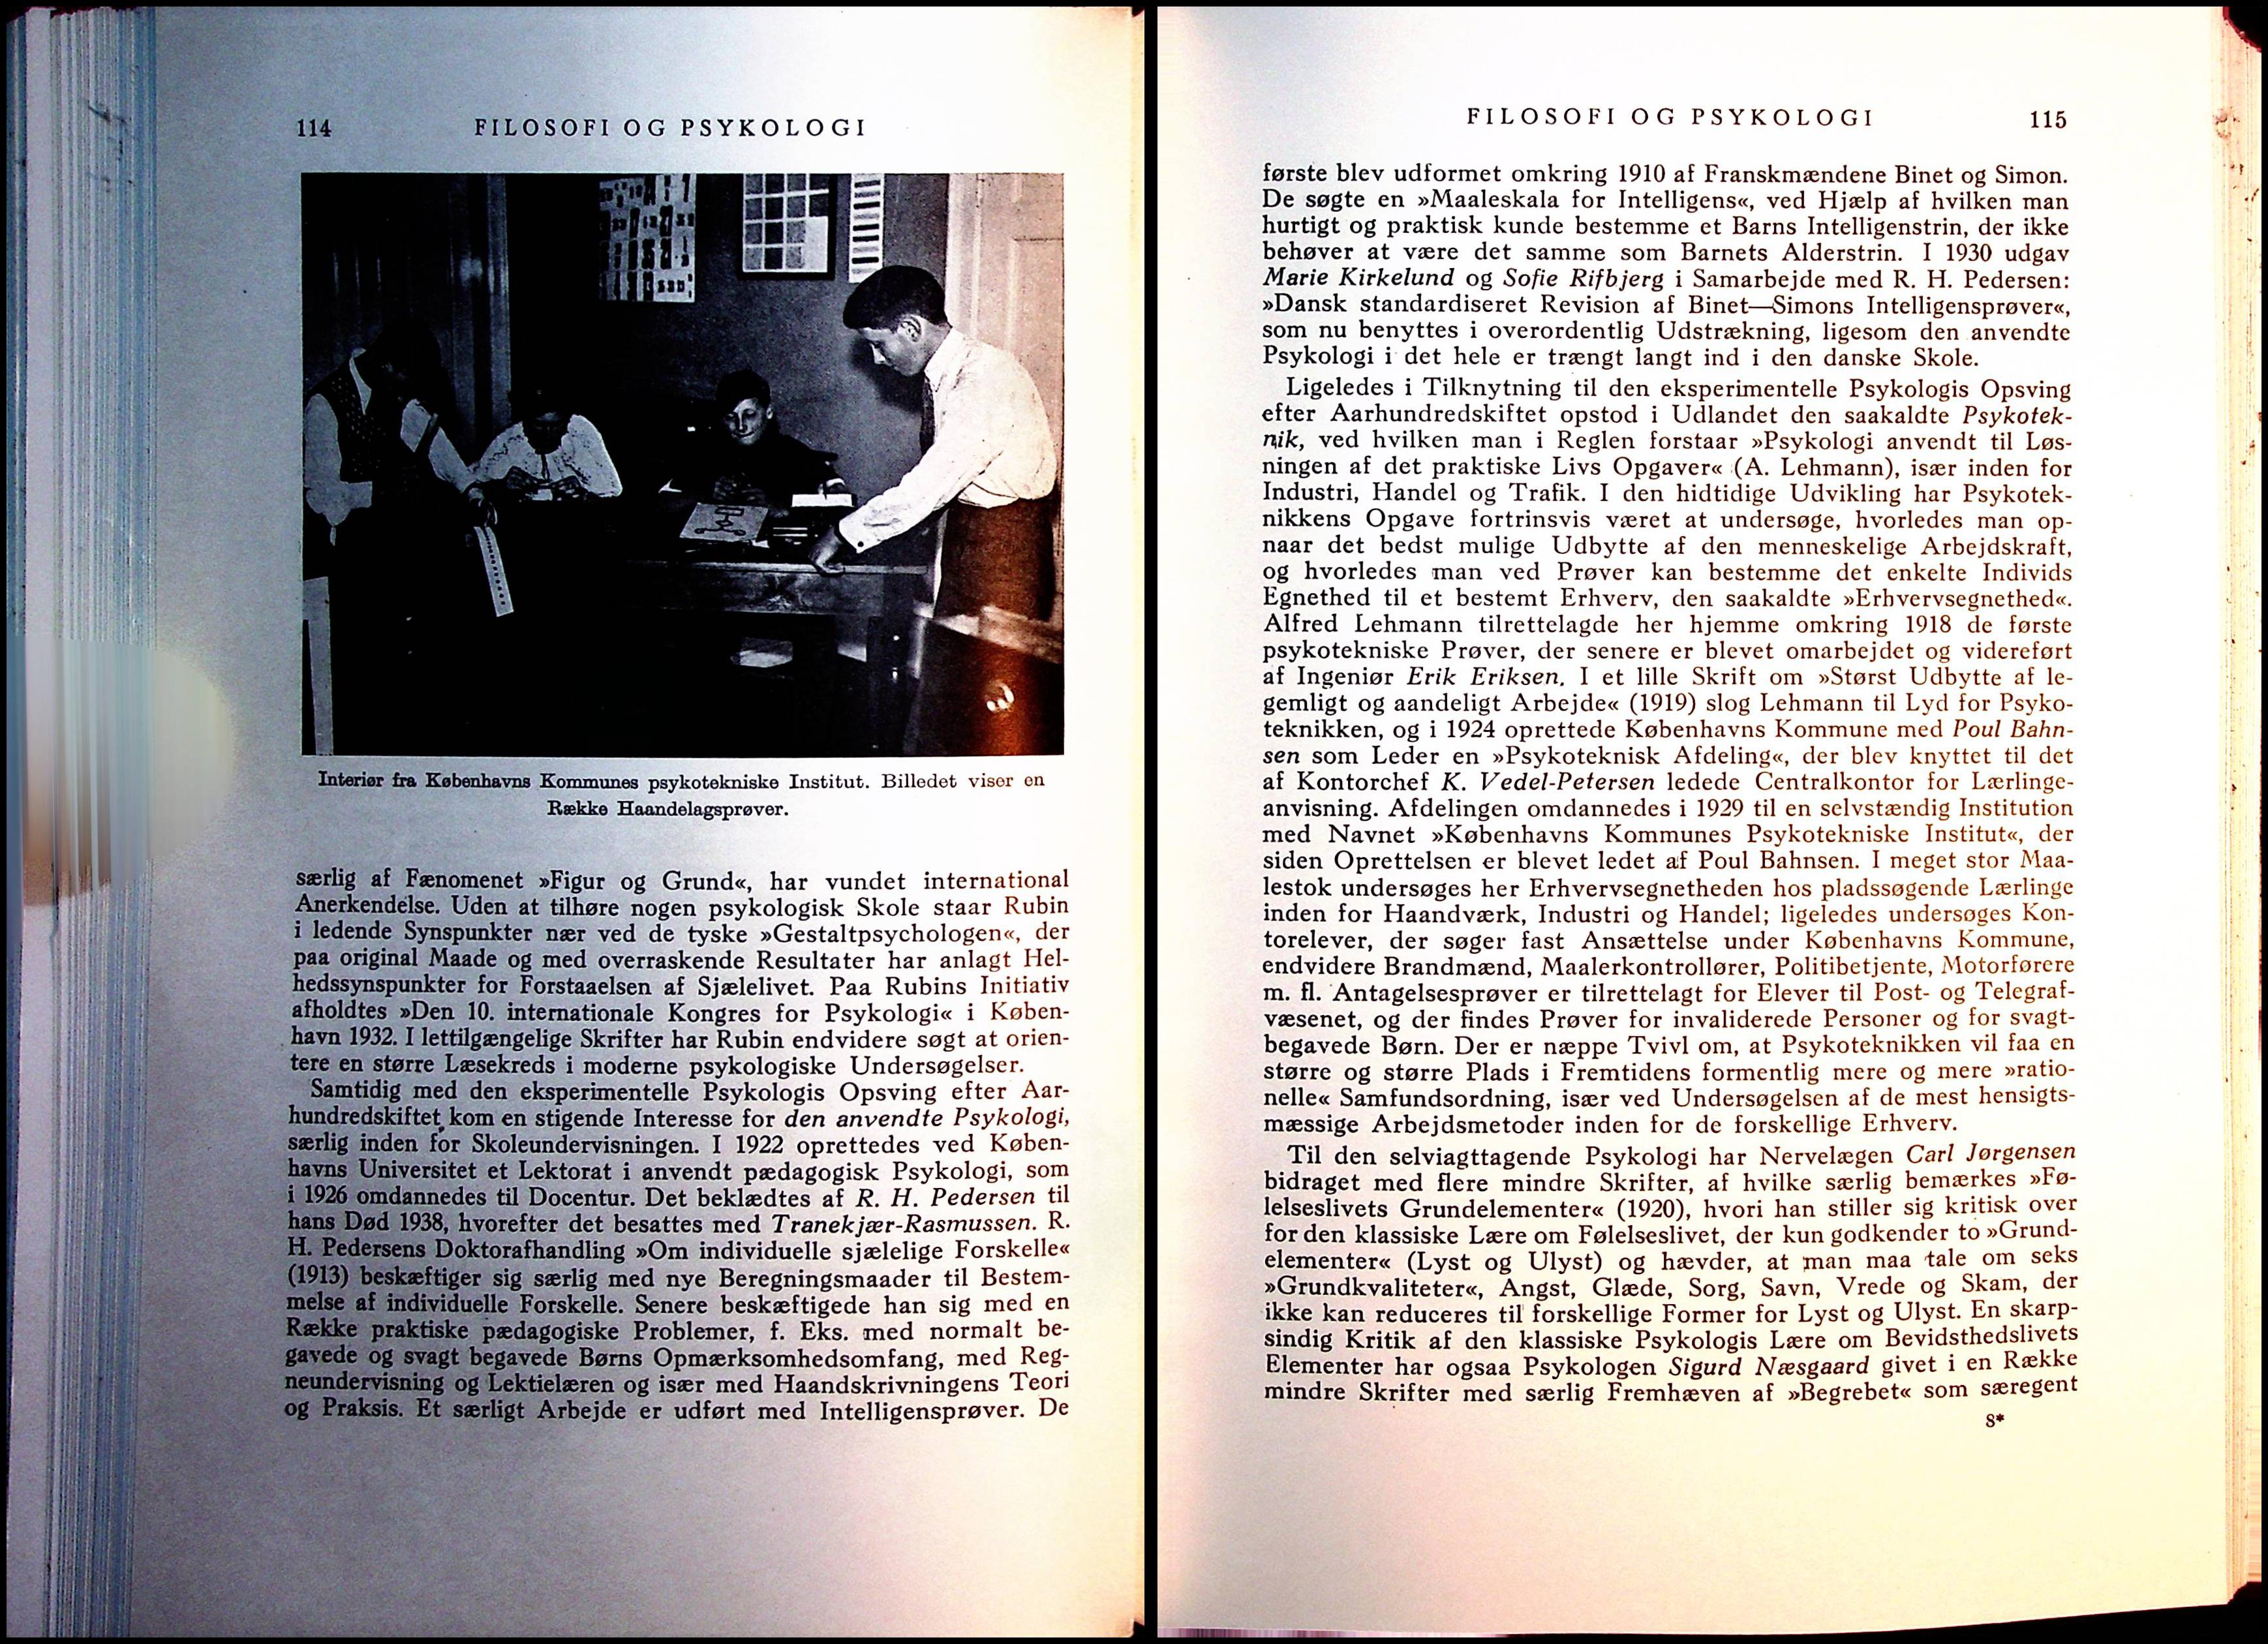 114
FILOSOFI OG PSYKOLOGI
Interiør fra Københavns Kommunes psykotekniske Institut. Billedet viser en
Række Haandelagsprøver.
særlig af Fænomenet »Figur og Grund«, har vundet international
Anerkendelse. Uden at tilhøre nogen psykologisk Skole staar Rubin
i ledende Synspunkter nær ved de tyske »Gestaltpsychologen«, der
paa original Maade og med overraskende Resultater har anlagt Hel-
hedssynspunkter for Forstaaelsen af Sjælelivet. Paa Rubins Initiativ
afholdtes »Den 10. internationale Kongres for Psykologi« i Køben-
havn 1932. I lettilgængelige Skrifter har Rubin endvidere søgt at orien-
tere en større Læsekreds i moderne psykologiske Undersøgelser.
Samtidig med den eksperimentelle Psykologis Opsving efter Aar-
hundredskiftet kom en stigende Interesse for den anvendte Psykologi,
særlig inden for Skoleundervisningen. I 1922 oprettedes ved Køben-
havns Universitet et Lektorat i anvendt pædagogisk Psykologi, som
i 1926 omdannedes til Docentur. Det beklædtes af R. H. Pedersen til
hans Død 1938, hvorefter det besattes med Tranekjær-Rasmussen. R.
H. Pedersens Doktorafhandling »Om individuelle sjælelige Forskelle«
(1913) beskæftiger sig særlig med nye Beregningsmaader til Bestem-
melse af individuelle Forskelle. Senere beskæftigede han sig med en
Række praktiske pædagogiske Problemer, f. Eks. med normalt be-
gavede og svagt begavede Børns Opmærksomhedsomfang, med Reg-
neundervisning og Lektielæren og især med Haandskrivningens Teori
og Praksis. Et særligt Arbejde er udført med Intelligensprøver. De
FILOSOFI OG PSYKOLOGI
115
første blev udformet omkring 1910 af Franskmændene Binet og Simon.
De søgte en »Maaleskala for Intelligens«, ved Hjælp af hvilken man
hurtigt og praktisk kunde bestemme et Barns Intelligenstrin, der ikke
behøver at være det samme som Barnets Alderstrin. I 1930 udgav
Marie Kirkelund og Sofie Rifbjerg i Samarbejde med R. H. Pedersen:
»Dansk standardiseret Revision af Binet—Simons Intelligensprøver«,
som nu benyttes i overordentlig Udstrækning, ligesom den anvendte
Psykologi i det hele er trængt langt ind i den danske Skole.
Ligeledes i Tilknytning til den eksperimentelle Psykologis Opsving
efter Aarhundredskiftet opstod i Udlandet den saakaldte Psykotek-
nik, ved hvilken man i Reglen forstaar »Psykologi anvendt til Løs-
ningen af det praktiske Livs Opgaver« (A. Lehmann), især inden for
Industri, Handel og Trafik. I den hidtidige Udvikling har Psykotek-
nikkens Opgave fortrinsvis været at undersøge, hvorledes man op-
naar det bedst mulige Udbytte af den menneskelige Arbejdskraft,
og hvorledes man ved Prøver kan bestemme det enkelte Individs
Egnethed til et bestemt Erhverv, den saakaldte »Erhvervsegnethed«.
Alfred Lehmann tilrettelagde her hjemme omkring 1918 de første
psykotekniske Prøver, der senere er blevet omarbejdet og videreført
af Ingeniør Erik Eriksen. I et lille Skrift om »Størst Udbytte af le-
gemligt og aandeligt Arbejde« (1919) slog Lehmann til Lyd for Psyko-
teknikken, og i 1924 oprettede Københavns Kommune med Poul Bahn-
sen som Leder en »Psykoteknisk Afdeling«, der blev knyttet til det
af Kontorchef K. Vedel-Petersen ledede Centralkontor for Lærlinge-
anvisning. Afdelingen omdannedes i 1929 til en selvstændig Institution
med Navnet »Københavns Kommunes Psykotekniske Institut«, der
siden Oprettelsen er blevet ledet af Poul Bahnsen. I meget stor Maa-
lestok undersøges her Erhvervsegnetheden hos pladssøgende Lærlinge
inden for Haandværk, Industri og Handel; ligeledes undersøges Kon-
torelever, der søger fast Ansættelse under Københavns Kommune,
endvidere Brandmænd, Maalerkontrollører, Politibetjente, Motorførere
m. fl. Antagelsesprøver er tilrettelagt for Elever til Post- og Telegraf-
væsenet, og der findes Prøver for invaliderede Personer og for svagt-
begavede Børn. Der er næppe Tvivl om, at Psykoteknikken vil faa en
større og større Plads i Fremtidens formentlig mere og mere »ratio-
nelle« Samfundsordning, især ved Undersøgelsen af de mest hensigts-
mæssige Arbejdsmetoder inden for de forskellige Erhverv.
Til den selviagttagende Psykologi har Nervelægen Carl Jørgensen
bidraget med flere mindre Skrifter, af hvilke særlig bemærkes »Fø-
lelseslivets Grundelementer« (1920), hvori han stiller sig kritisk over
for den klassiske Lære om Følelseslivet, der kun godkender to »Grund-
elementer« (Lyst og Ulyst) og hævder, at man maa tale om seks
»Grundkvaliteter«, Angst, Glæde, Sorg, Savn, Vrede og Skam, der
ikke kan reduceres til forskellige Former for Lyst og Ulyst. En skarp-
sindig Kritik af den klassiske Psykologis Lære om Bevidsthedslivets
Elementer har ogsaa Psykologen Sigurd Næsgaard givet i en Række
mindre Skrifter med særlig Fremhæven af »Begrebet« som særegent
8*